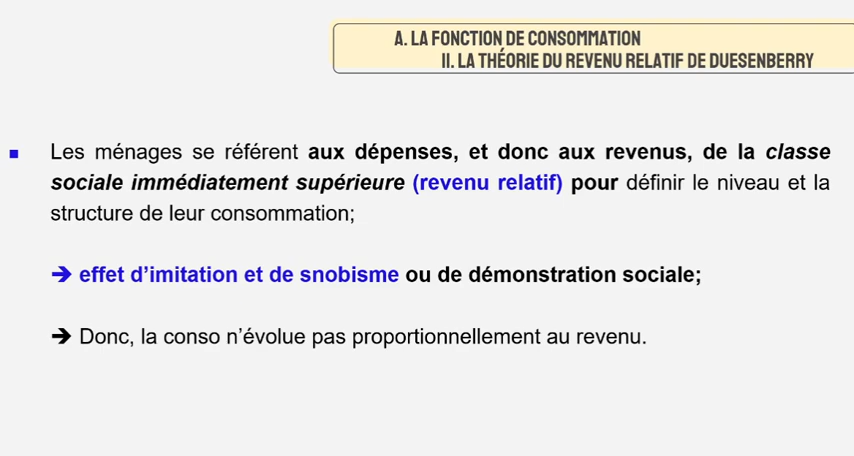 A. LA FONCTION DE CONSOMMATION
II. LA THÉORIE DU REVENU RELATIF DE DUESENBERRY
▪ Les ménages se référent aux dépenses, et donc aux revenus, de la classe
sociale immédiatement supérieure (revenu relatif) pour définir le niveau et la
structure de leur consommation;
➔ effet d’imitation et de snobisme ou de démonstration sociale;
➔ Donc, la conso n’évolue pas proportionnellement au revenu.